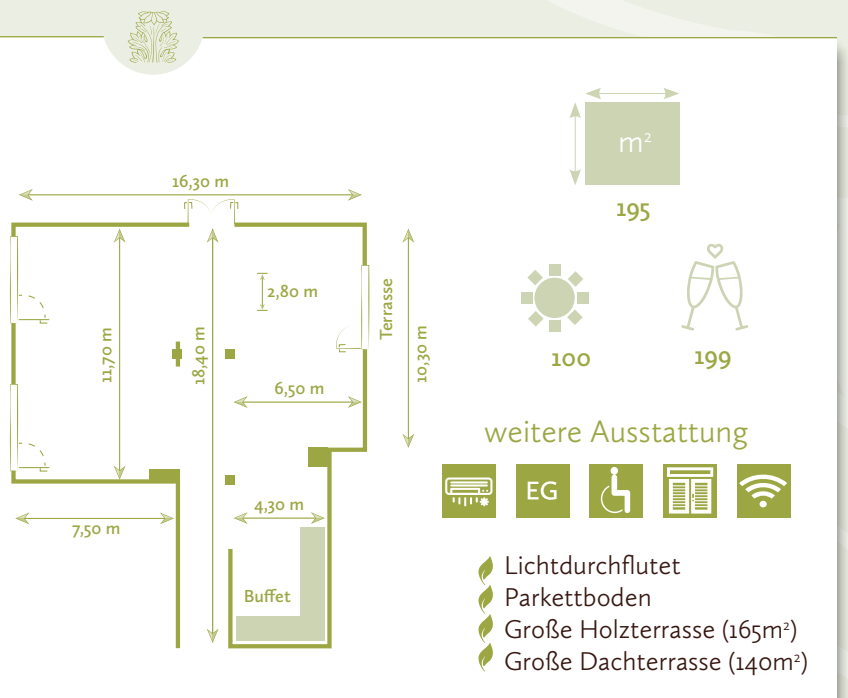 m²
195
16,30 m
2,80 m
Terrasse
11,70 m
18,40 m
10,30 m
6,50 m
100
199
weitere Ausstattung
EG
4,30 m
7,50 m
Buffet
Lichtdurchflutet
Parkettboden
Große Holzterrasse (165m²)
Große Dachterrasse (140m²)